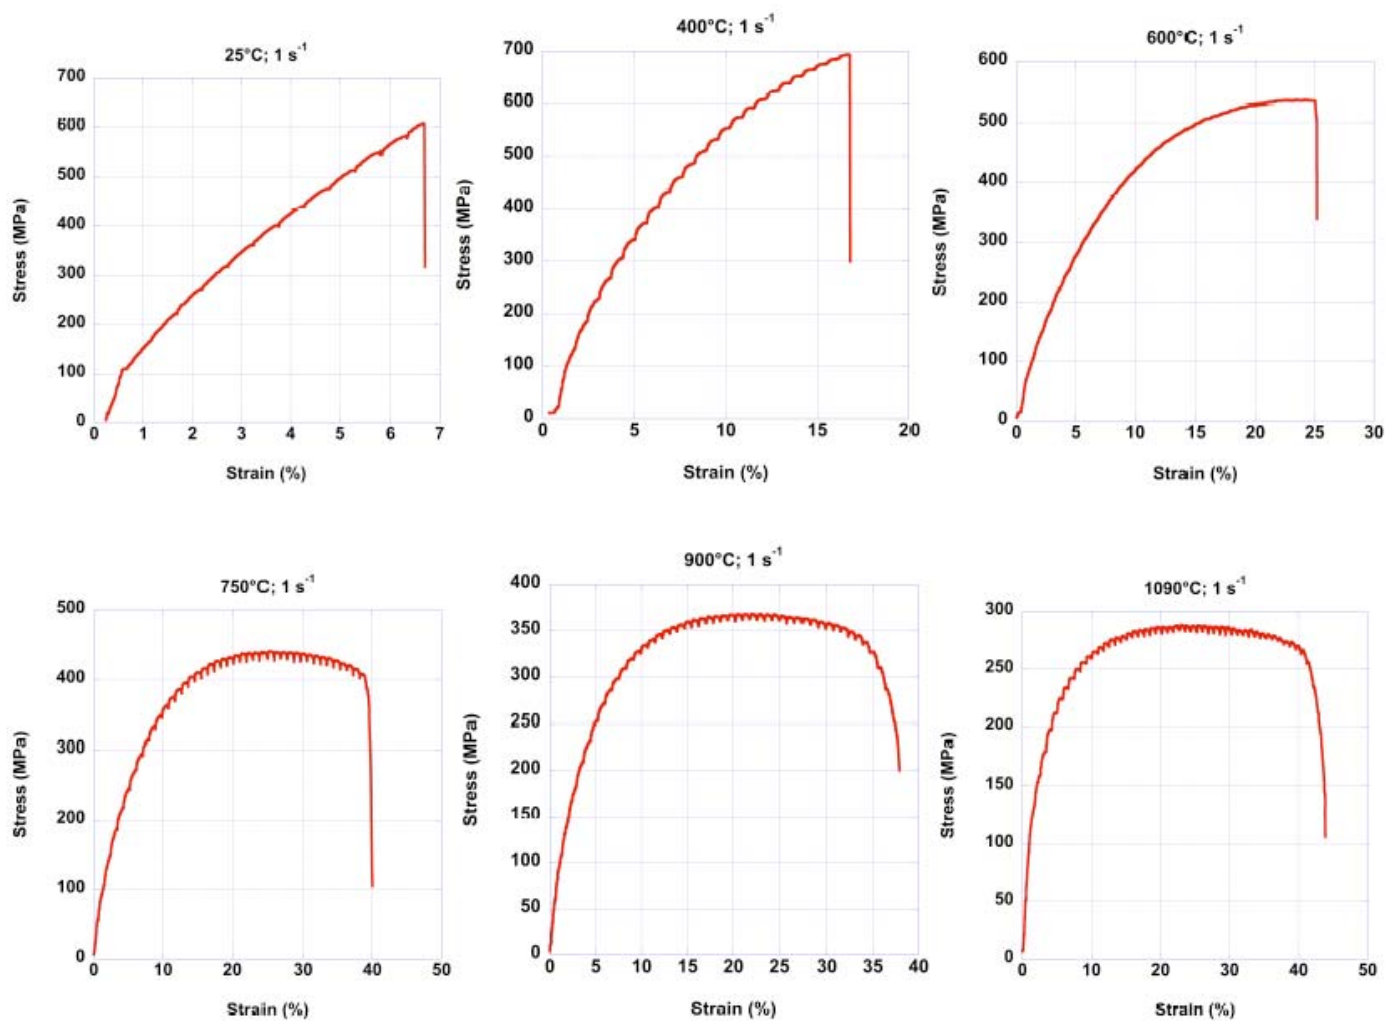 25°C; 1 s⁻¹
700
600
500
400
300
200
100
0
Stress (MPa)
0 1 2 3 4 5 6 7
Strain (%)
400°C; 1 s⁻¹
700
600
500
400
300
200
100
0
Stress (MPa)
0 5 10 15 20
Strain (%)
600°C; 1 s⁻¹
600
500
400
300
200
100
0
Stress (MPa)
0 5 10 15 20 25 30
Strain (%)
750°C; 1 s⁻¹
500
400
300
200
100
0
Stress (MPa)
0 10 20 30 40 50
Strain (%)
900°C; 1 s⁻¹
400
350
300
250
200
150
100
50
0
Stress (MPa)
0 5 10 15 20 25 30 35 40
Strain (%)
1090°C; 1 s⁻¹
300
250
200
150
100
50
0
Stress (MPa)
0 10 20 30 40 50
Strain (%)